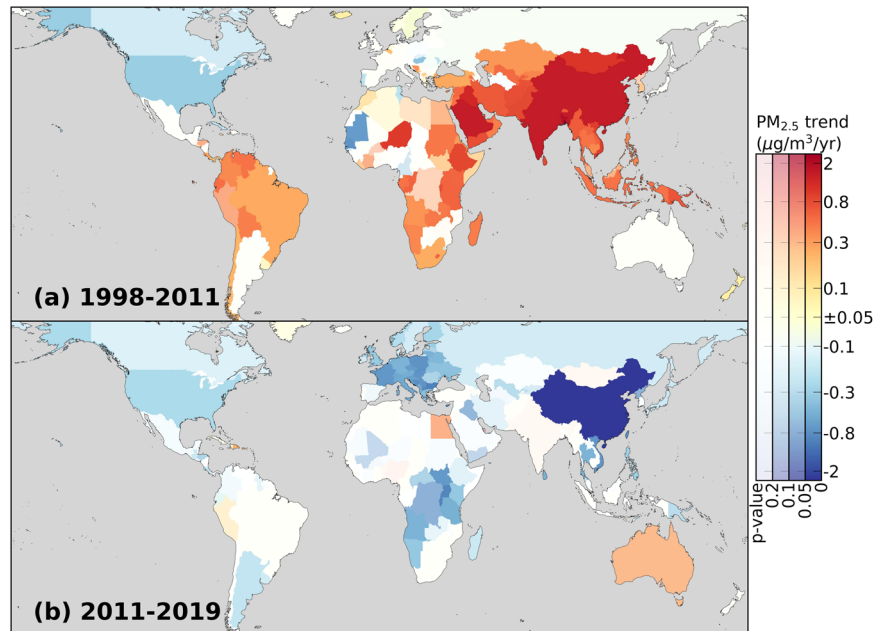 (a) 1998-2011
(b) 2011-2019
PM2.5 trend
(μg/m³/yr)
2
0.8
0.3
0.1
±0.05
-0.1
-0.3
-0.8
-2
p-value
0.2
0.1
0.05
0